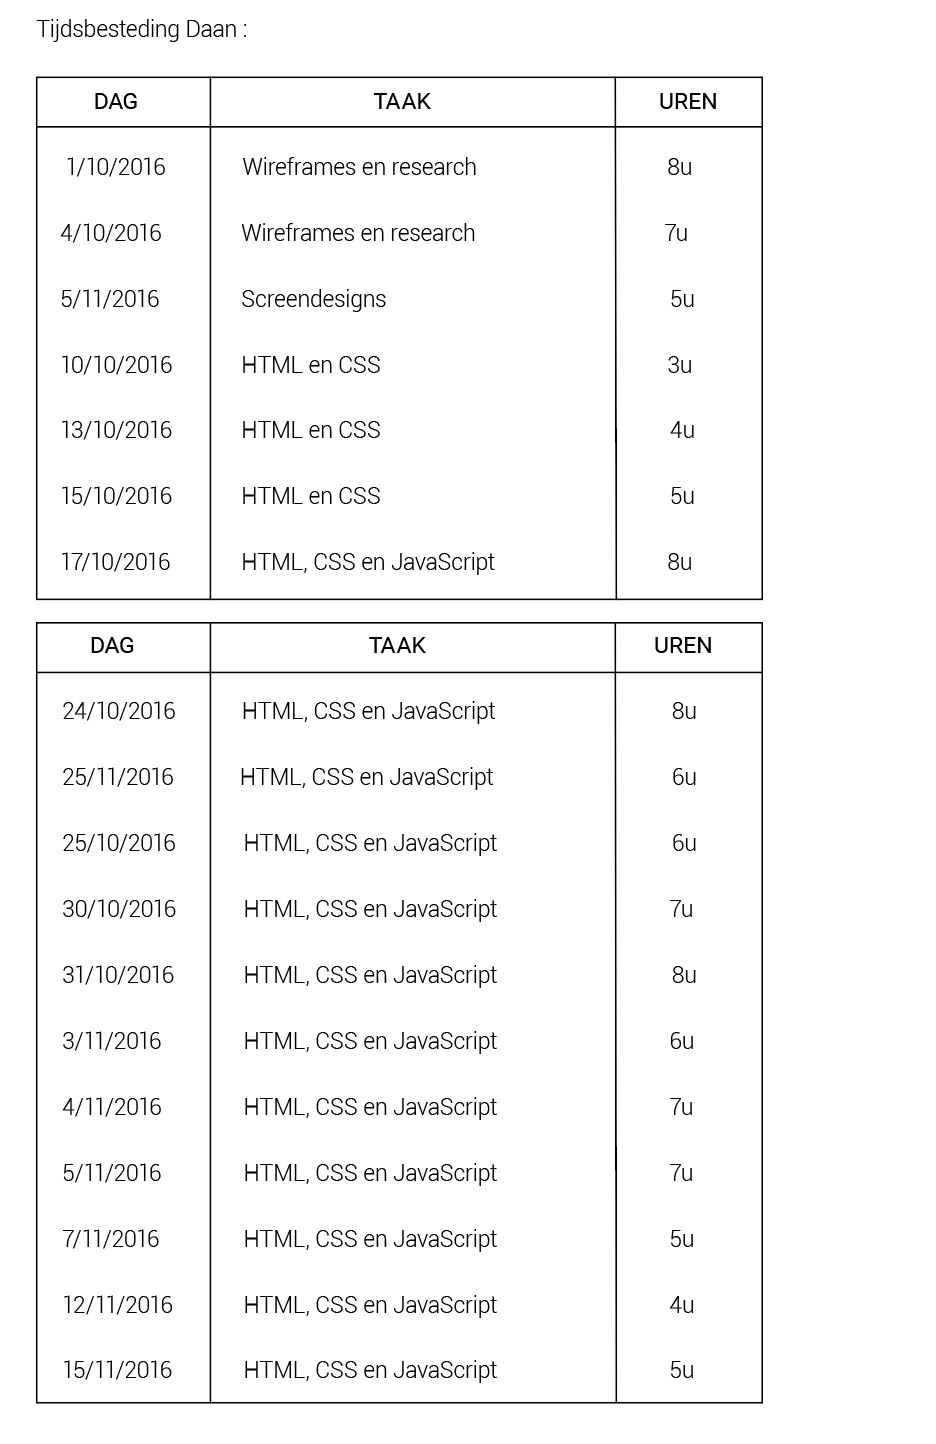 Tijdsbesteding Daan :
DAG TAAK UREN
1/10/2016 Wireframes en research 8u
4/10/2016 Wireframes en research 7u
5/11/2016 Screendesigns 5u
10/10/2016 HTML en CSS 3u
13/10/2016 HTML en CSS 4u
15/10/2016 HTML en CSS 5u
17/10/2016 HTML, CSS en JavaScript 8u
DAG TAAK UREN
24/10/2016 HTML, CSS en JavaScript 8u
25/11/2016 HTML, CSS en JavaScript 6u
25/10/2016 HTML, CSS en JavaScript 6u
30/10/2016 HTML, CSS en JavaScript 7u
31/10/2016 HTML, CSS en JavaScript 8u
3/11/2016 HTML, CSS en JavaScript 6u
4/11/2016 HTML, CSS en JavaScript 7u
5/11/2016 HTML, CSS en JavaScript 7u
7/11/2016 HTML, CSS en JavaScript 5u
12/11/2016 HTML, CSS en JavaScript 4u
15/11/2016 HTML, CSS en JavaScript 5u